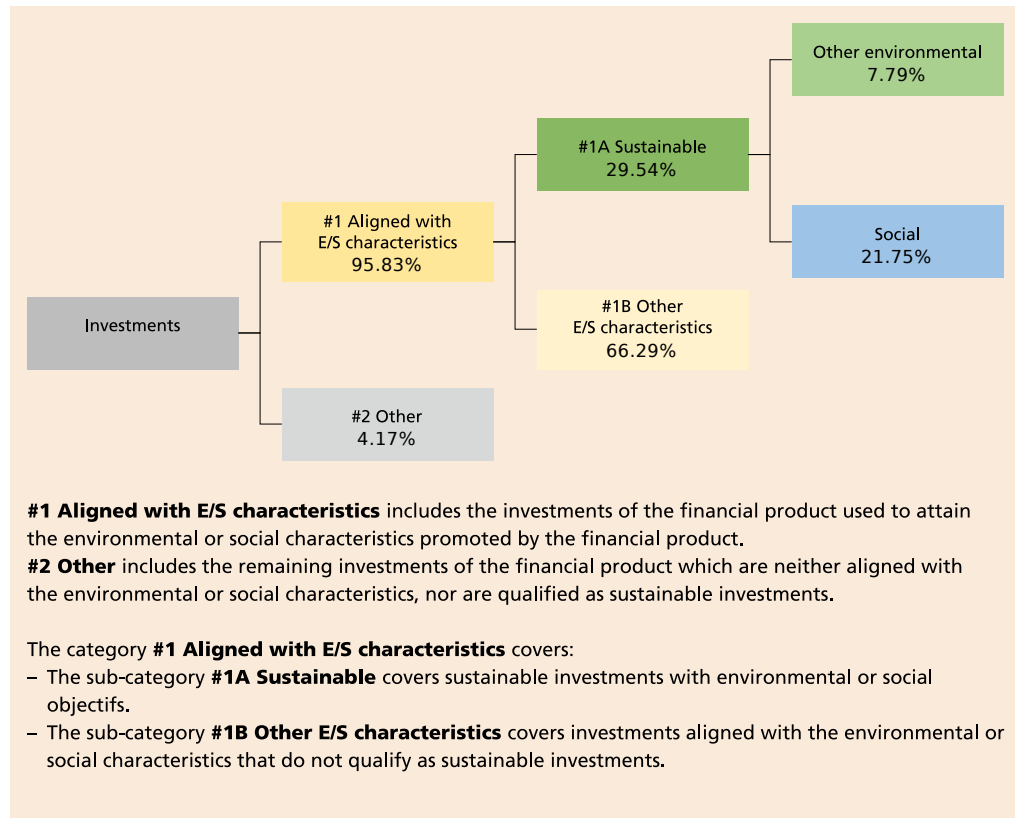 Other environmental
7.79%
#1A Sustainable
29.54%
#1 Aligned with
E/S characteristics
95.83%
Social
21.75%
Investments
#1B Other
E/S characteristics
66.29%
#2 Other
4.17%
#1 Aligned with E/S characteristics includes the investments of the financial product used to attain
the environmental or social characteristics promoted by the financial product.
#2 Other includes the remaining investments of the financial product which are neither aligned with
the environmental or social characteristics, nor are qualified as sustainable investments.
The category #1 Aligned with E/S characteristics covers:
– The sub-category #1A Sustainable covers sustainable investments with environmental or social
objectifs.
– The sub-category #1B Other E/S characteristics covers investments aligned with the environmental or
social characteristics that do not qualify as sustainable investments.